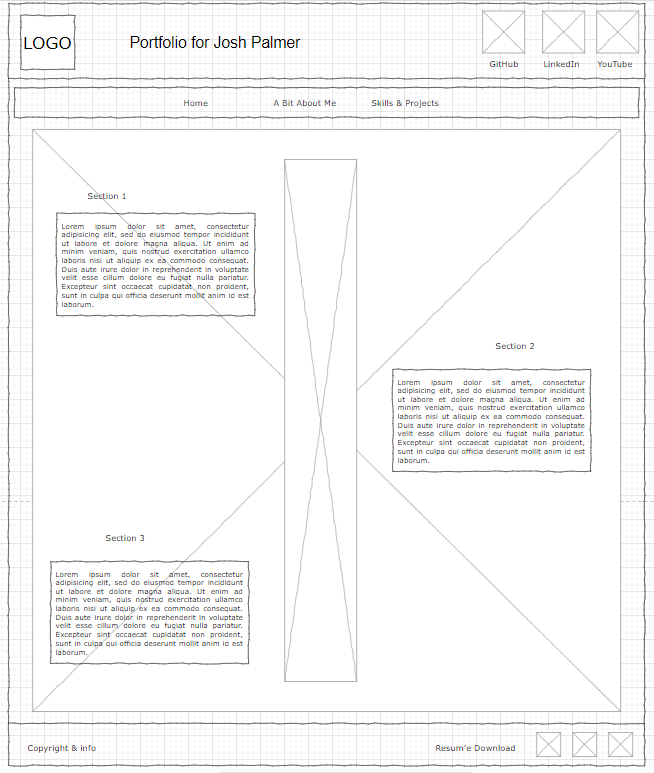 LOGO
Portfolio for Josh Palmer
GitHub
LinkedIn
YouTube
Home
A Bit About Me
Skills & Projects
Section 1
Lorem ipsum dolor sit amet, consectetur
adipisicing elit, sed do eiusmod tempor incididunt
ut labore et dolore magna aliqua. Ut enim ad
minim veniam, quis nostrud exercitation ullamco
laboris nisi ut aliquip ex ea commodo consequat.
Duis aute irure dolor in reprehenderit in voluptate
velit esse cillum dolore eu fugiat nulla pariatur.
Excepteur sint occaecat cupidatat non proident,
sunt in culpa qui officia deserunt mollit anim id est
laborum.
Section 2
Lorem ipsum dolor sit amet, consectetur
adipisicing elit, sed do eiusmod tempor incididunt
ut labore et dolore magna aliqua. Ut enim ad
minim veniam, quis nostrud exercitation ullamco
laboris nisi ut aliquip ex ea commodo consequat.
Duis aute irure dolor in reprehenderit in voluptate
velit esse cillum dolore eu fugiat nulla pariatur.
Excepteur sint occaecat cupidatat non proident,
sunt in culpa qui officia deserunt mollit anim id est
laborum.
Section 3
Lorem ipsum dolor sit amet, consectetur
adipisicing elit, sed do eiusmod tempor incididunt
ut labore et dolore magna aliqua. Ut enim ad
minim veniam, quis nostrud exercitation ullamco
laboris nisi ut aliquip ex ea commodo consequat.
Duis aute irure dolor in reprehenderit in voluptate
velit esse cillum dolore eu fugiat nulla pariatur.
Excepteur sint occaecat cupidatat non proident,
sunt in culpa qui officia deserunt mollit anim id est
laborum.
Copyright & info
Resum'e Download